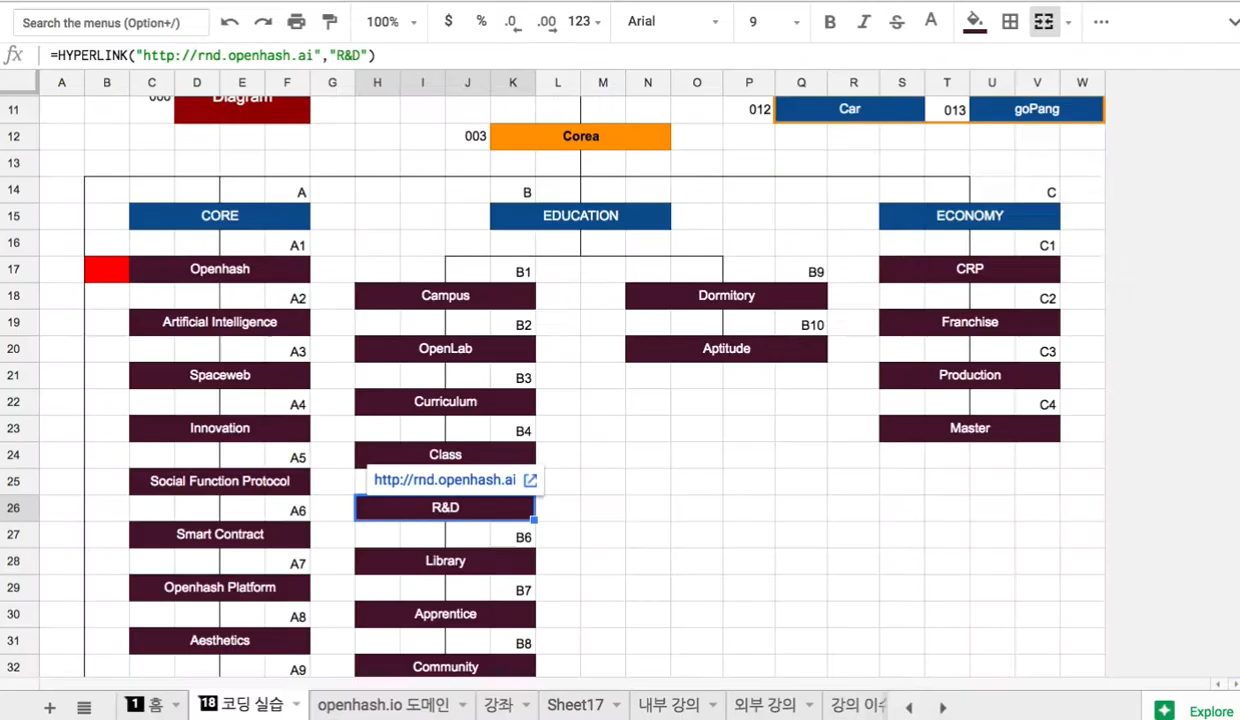 Search the menus (Option+/) 100% $ % .0 .00 123 Arial 9 B I S A
fx =HYPERLINK("http://rnd.openhash.ai","R&D")
A B C D E F G H I J K L M N O P Q R S T U V W
11 000 Diagram 012 Car 013 goPang
12 003 Corea
13
14 A B C
15 CORE EDUCATION ECONOMY
16 A1 C1
17 Openhash B1 B9 CRP
18 A2 Campus Dormitory C2
19 Artificial Intelligence B2 B10 Franchise
20 A3 OpenLab Aptitude C3
21 Spaceweb B3 Production
22 A4 Curriculum C4
23 Innovation B4 Master
24 A5 Class
25 Social Function Protocol http://rnd.openhash.ai
26 A6 R&D
27 Smart Contract B6
28 A7 Library
29 Openhash Platform B7
30 A8 Apprentice
31 Aesthetics B8
32 A9 Community
1 홈 18 코딩 실습 openhash.io 도메인 강좌 Sheet17 내부 강의 외부 강의 강의 이슈 Explore